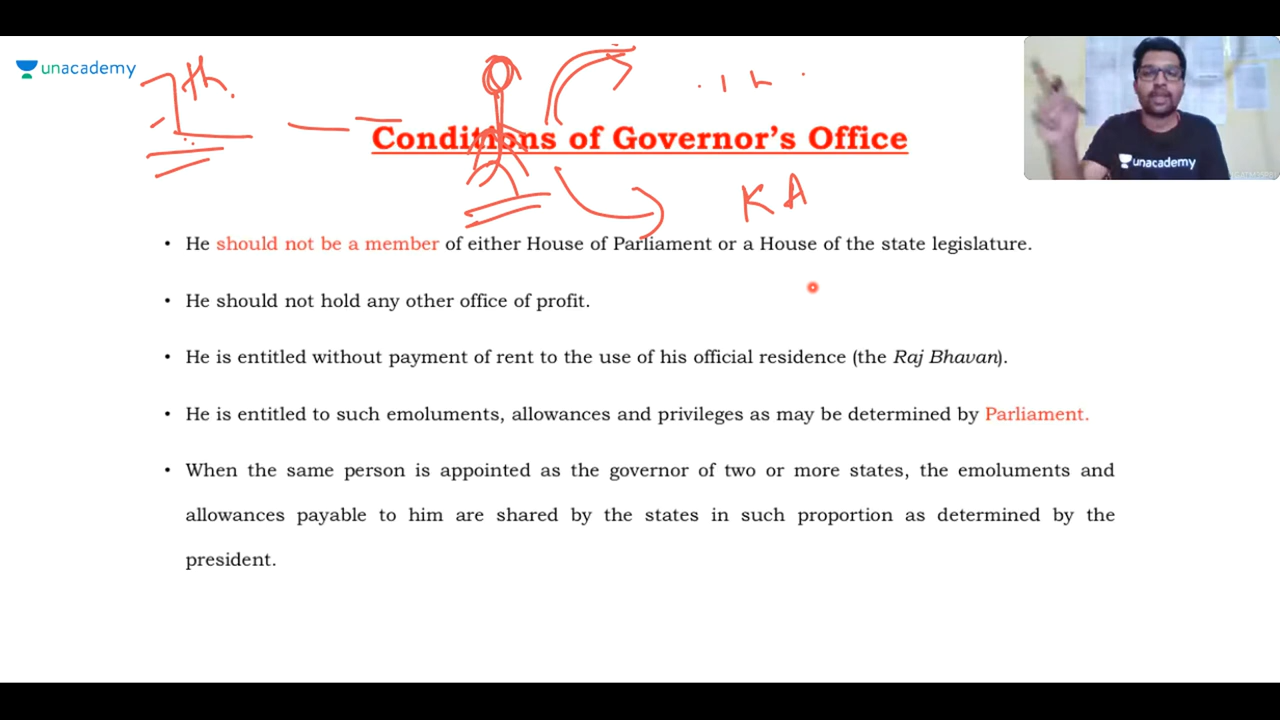 unacademy
7th.
Conditions of Governor's Office
unacademy
KA
• He should not be a member of either House of Parliament or a House of the state legislature.
• He should not hold any other office of profit.
• He is entitled without payment of rent to the use of his official residence (the Raj Bhavan).
• He is entitled to such emoluments, allowances and privileges as may be determined by Parliament.
• When the same person is appointed as the governor of two or more states, the emoluments and
allowances payable to him are shared by the states in such proportion as determined by the
president.